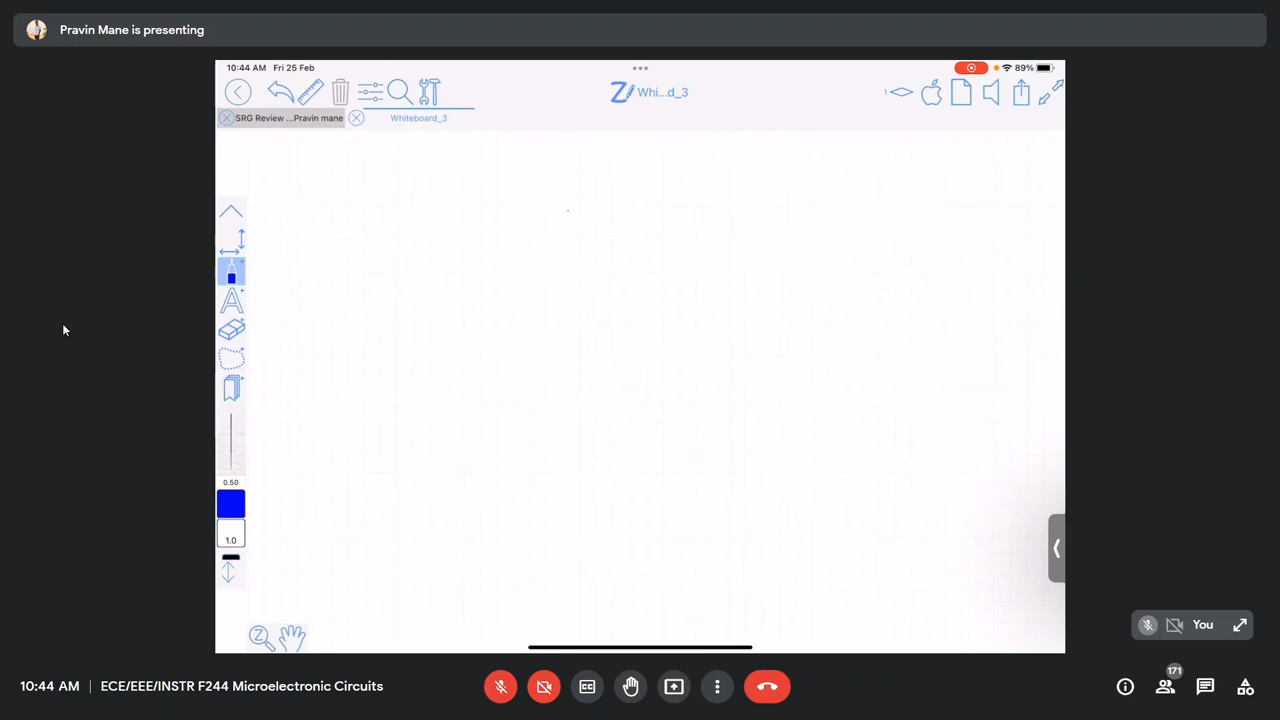 Pravin Mane is presenting
10:44 AM Fri 25 Feb
89%
Whi...d_3
1
SRG Review ...Pravin mane
Whiteboard_3
A
0.50
1.0
Z
You
10:44 AM | ECE/EEE/INSTR F244 Microelectronic Circuits
171